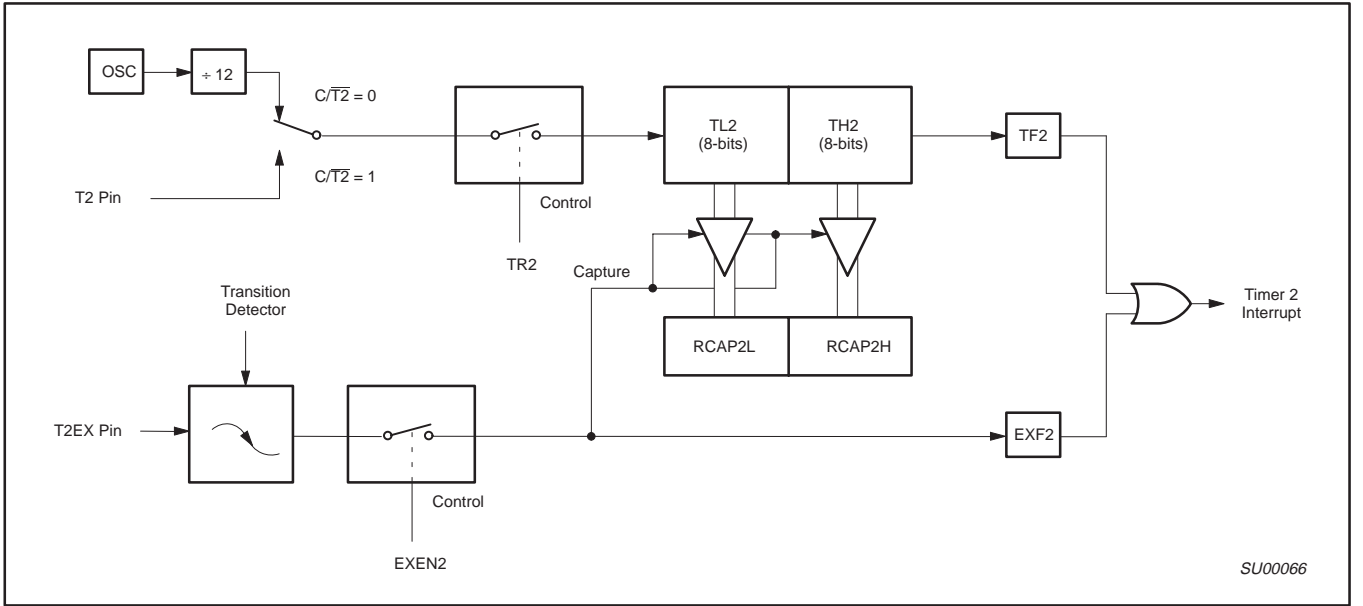 OSC
÷ 12
C/T2 = 0
C/T2 = 1
T2 Pin
Control
TR2
TL2
(8-bits)
TH2
(8-bits)
TF2
Capture
Transition
Detector
RCAP2L
RCAP2H
Timer 2
Interrupt
T2EX Pin
Control
EXEN2
EXF2
SU00066